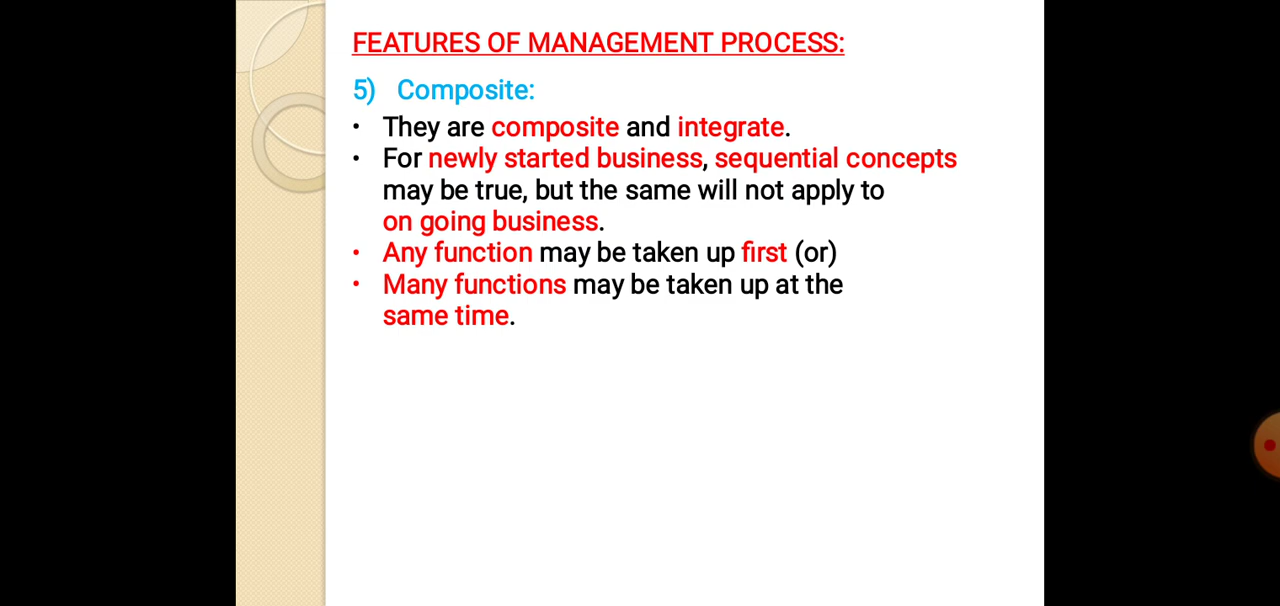 FEATURES OF MANAGEMENT PROCESS:
5) Composite:
• They are composite and integrate.
• For newly started business, sequential concepts
may be true, but the same will not apply to
on going business.
• Any function may be taken up first (or)
• Many functions may be taken up at the
same time.